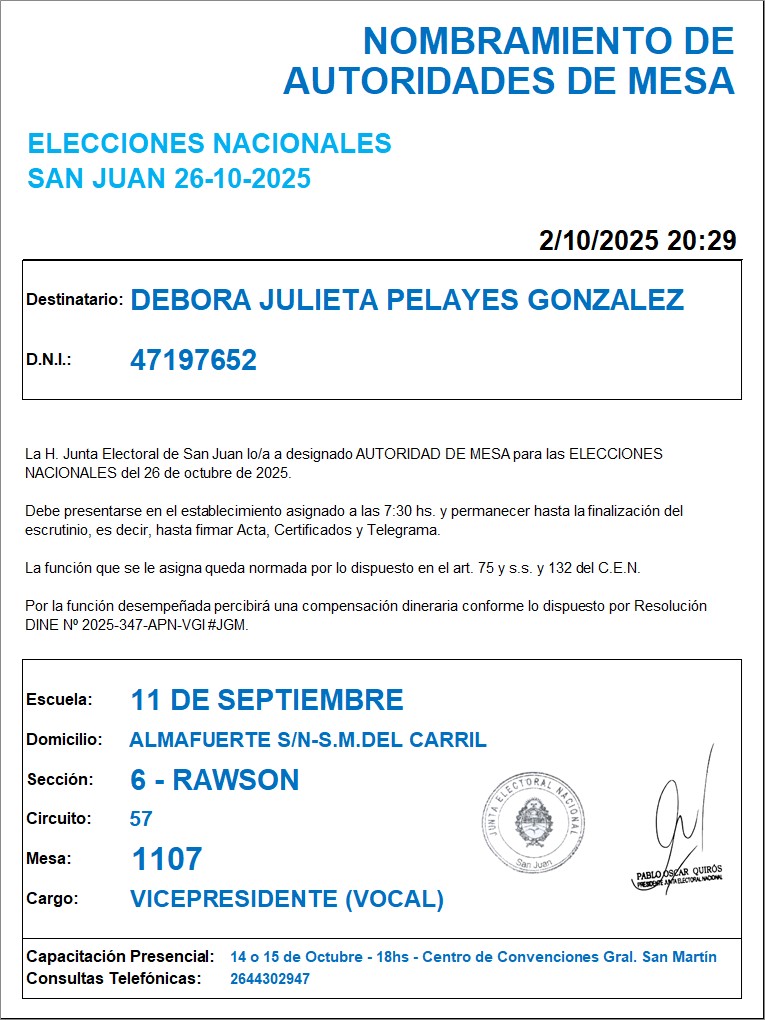 NOMBRAMIENTO DE
AUTORIDADES DE MESA
ELECCIONES NACIONALES
SAN JUAN 26-10-2025
2/10/2025 20:29
Destinatario: DEBORA JULIETA PELAYES GONZALEZ
D.N.I.: 47197652
La H. Junta Electoral de San Juan lo/a a designado AUTORIDAD DE MESA para las ELECCIONES
NACIONALES del 26 de octubre de 2025.
Debe presentarse en el establecimiento asignado a las 7:30 hs. y permanecer hasta la finalización del
escrutinio, es decir, hasta firmar Acta, Certificados y Telegrama.
La función que se le asigna queda normada por lo dispuesto en el art. 75 y s.s. y 132 del C.E.N.
Por la función desempeñada percibirá una compensación dineraria conforme lo dispuesto por Resolución
DINE Nº 2025-347-APN-VGI#JGM.
Escuela: 11 DE SEPTIEMBRE
Domicilio: ALMAFUERTE S/N-S.M.DEL CARRIL
Sección: 6 - RAWSON
Circuito: 57
Mesa: 1107
Cargo: VICEPRESIDENTE (VOCAL)
JUNTA ELECTORAL NACIONAL
San Juan
PABLO OSCAR QUIRÓS
PRESIDENTE JUNTA ELECTORAL NACIONAL
Capacitación Presencial: 14 o 15 de Octubre - 18hs - Centro de Convenciones Gral. San Martín
Consultas Telefónicas: 2644302947